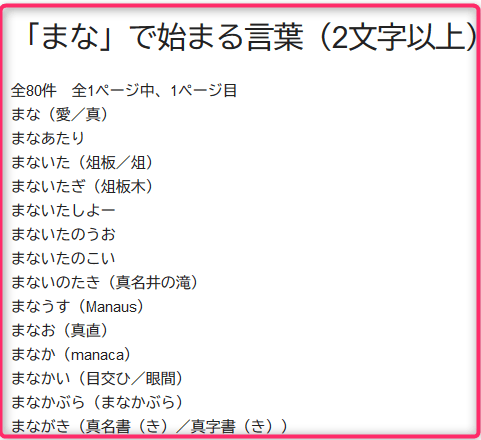 「まな」で始まる言葉（2文字以上）
全80件　全1ページ中、1ページ目
まな（愛／真）
まなあたり
まないた（俎板／俎）
まないたぎ（俎板木）
まないたしよー
まないたのうお
まないたのこい
まないのたき（真名井の滝）
まなうす（Manaus）
まなお（真直）
まなか（manaca）
まなかい（目交ひ／眼間）
まなかぶら（まなかぶら）
まながき（真名書（き）／真字書（き））